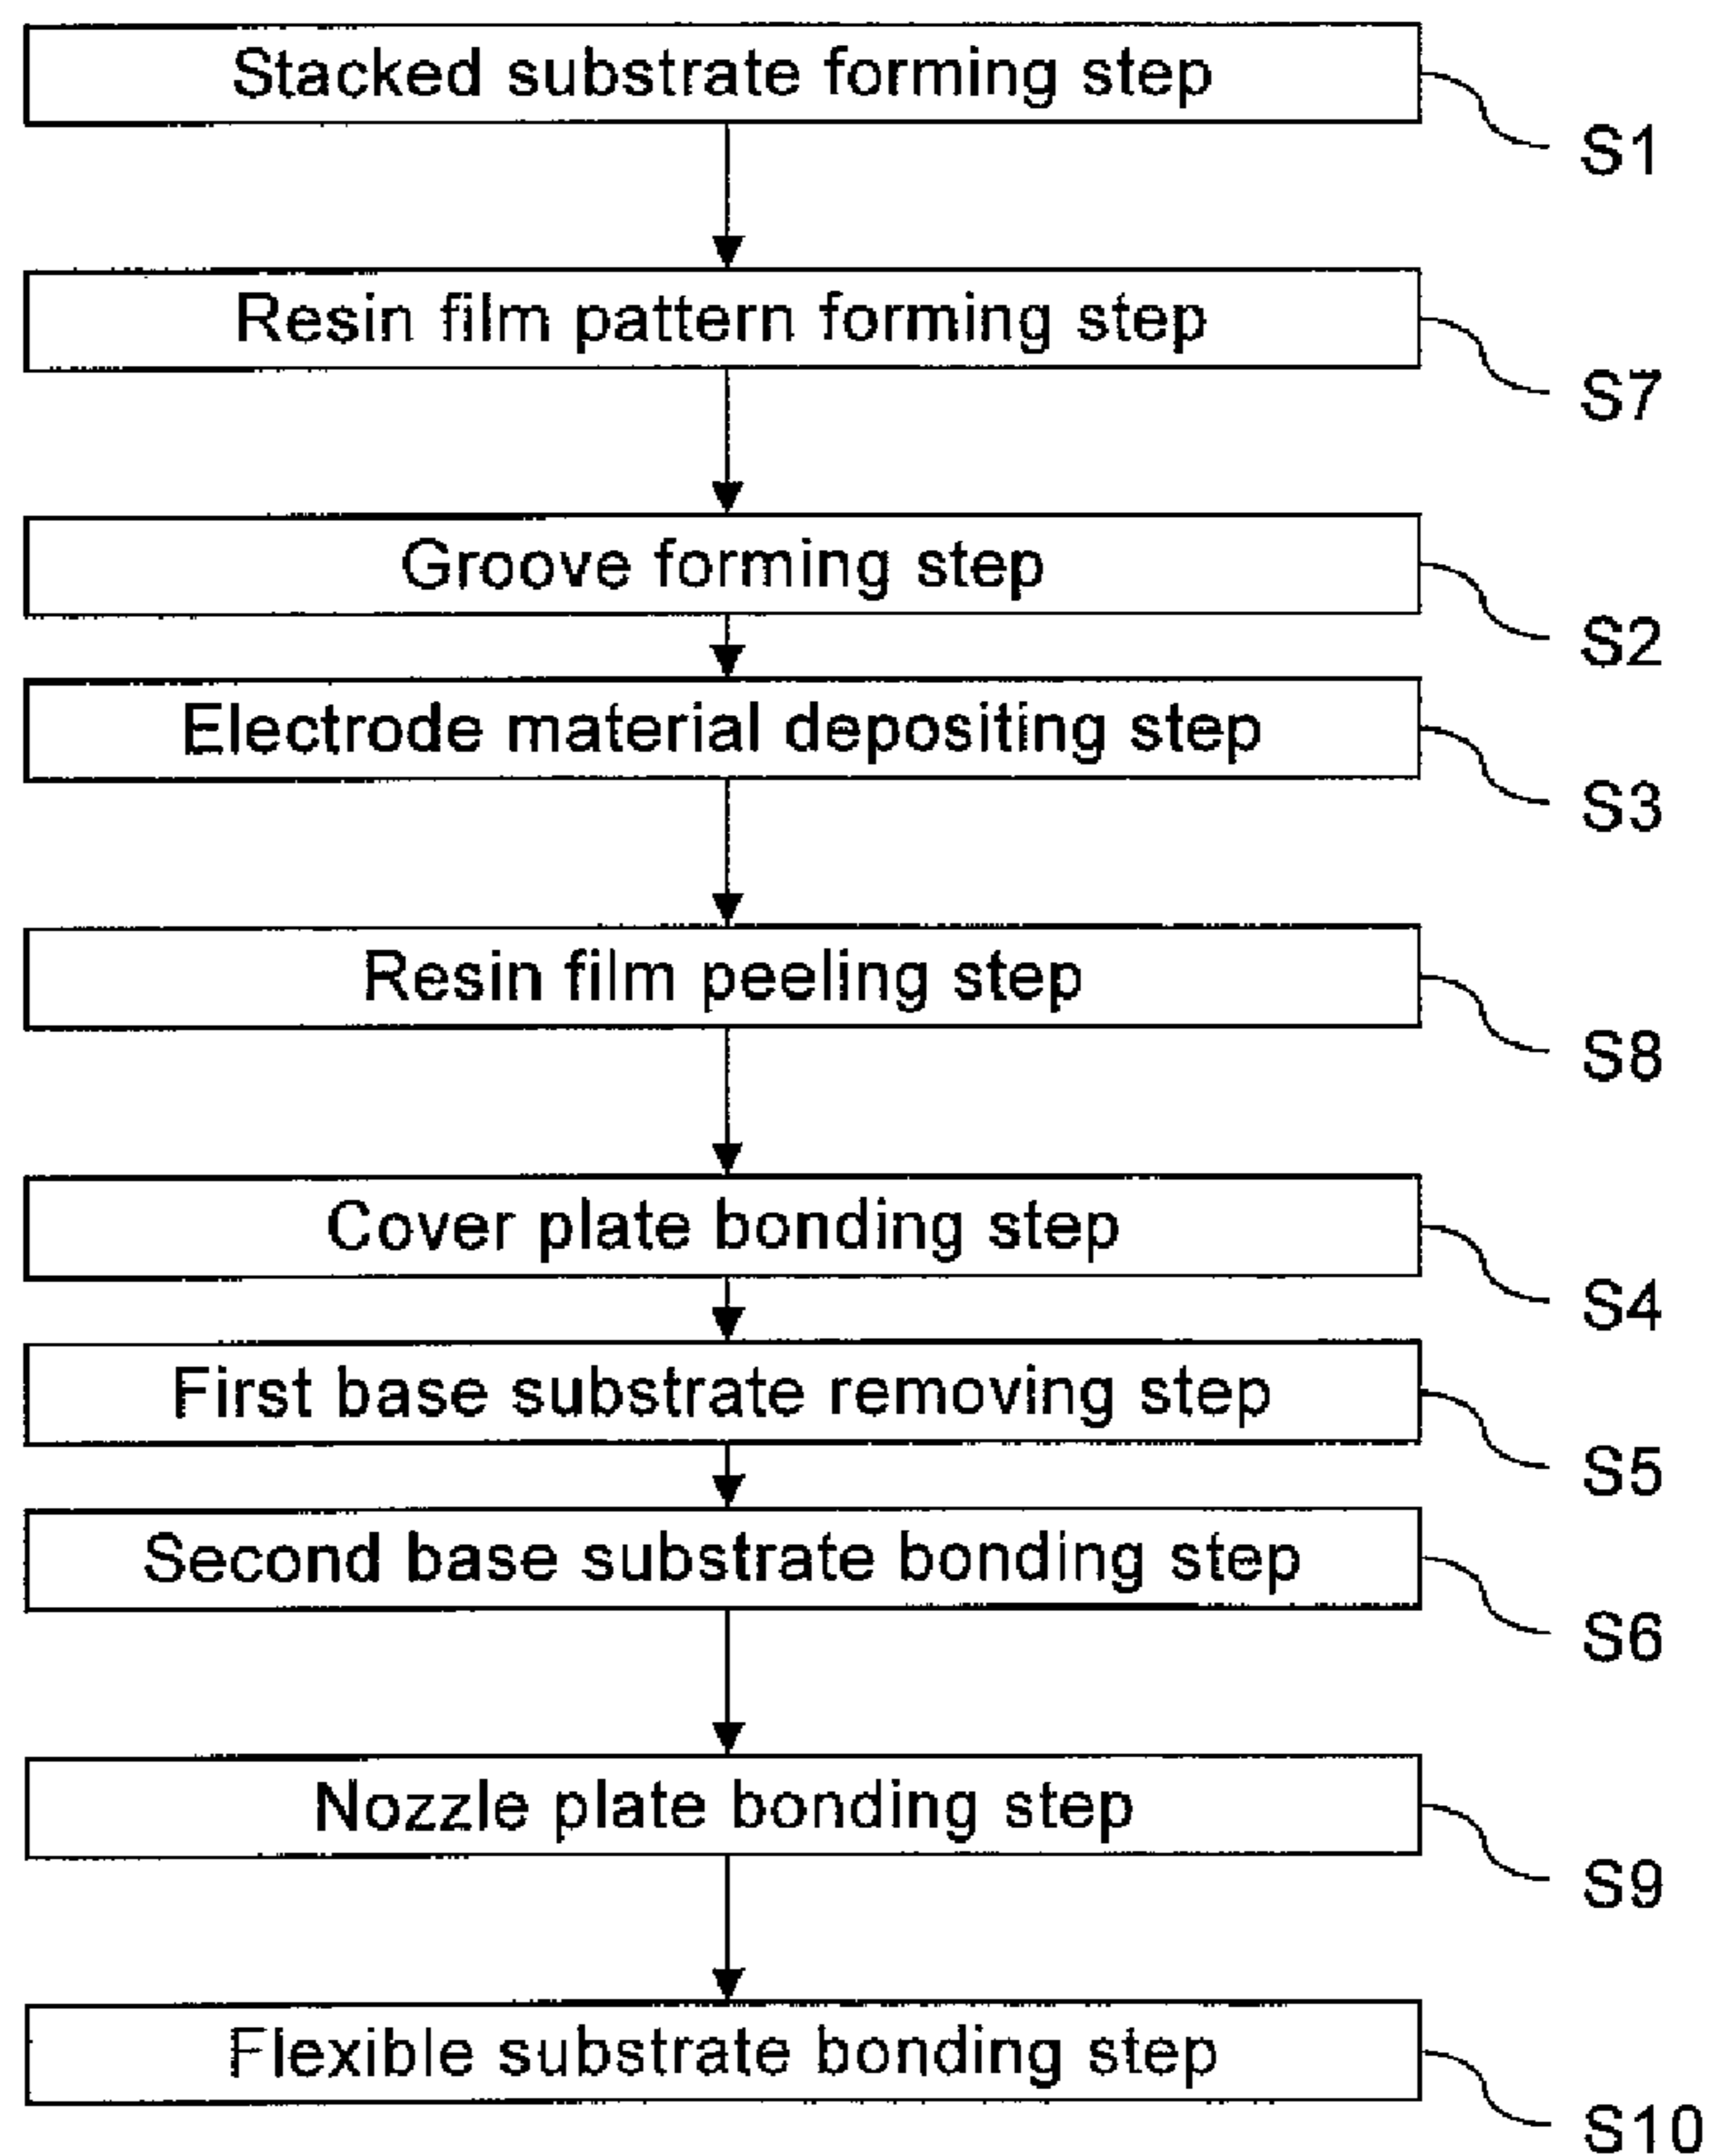 Stacked substrate forming step
S1
Resin film pattern forming step
S7
Groove forming step
S2
Electrode material depositing step
S3
Resin film peeling step
S8
Cover plate bonding step
S4
First base substrate removing step
S5
Second base substrate bonding step
S6
Nozzle plate bonding step
S9
Flexible substrate bonding step
S10